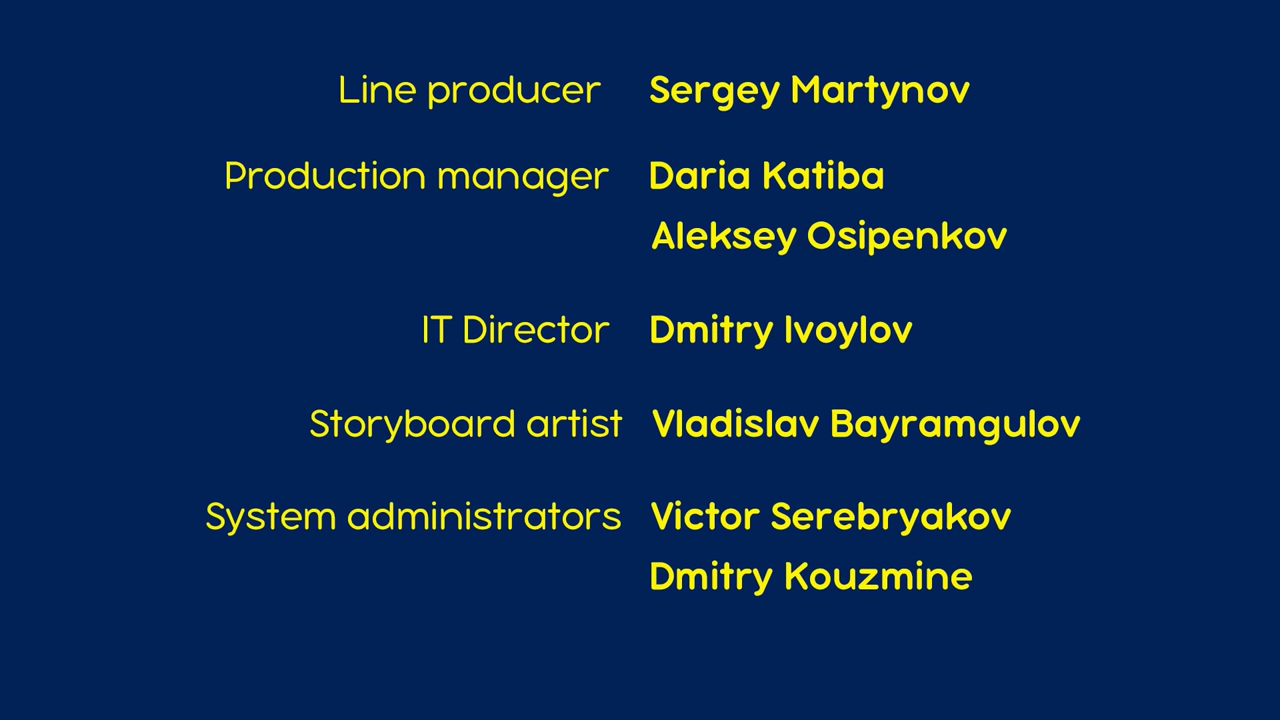 Line producer Sergey Martynov
Production manager Daria Katiba
Aleksey Osipenkov
IT Director Dmitry Ivoylov
Storyboard artist Vladislav Bayramgulov
System administrators Victor Serebryakov
Dmitry Kouzmine